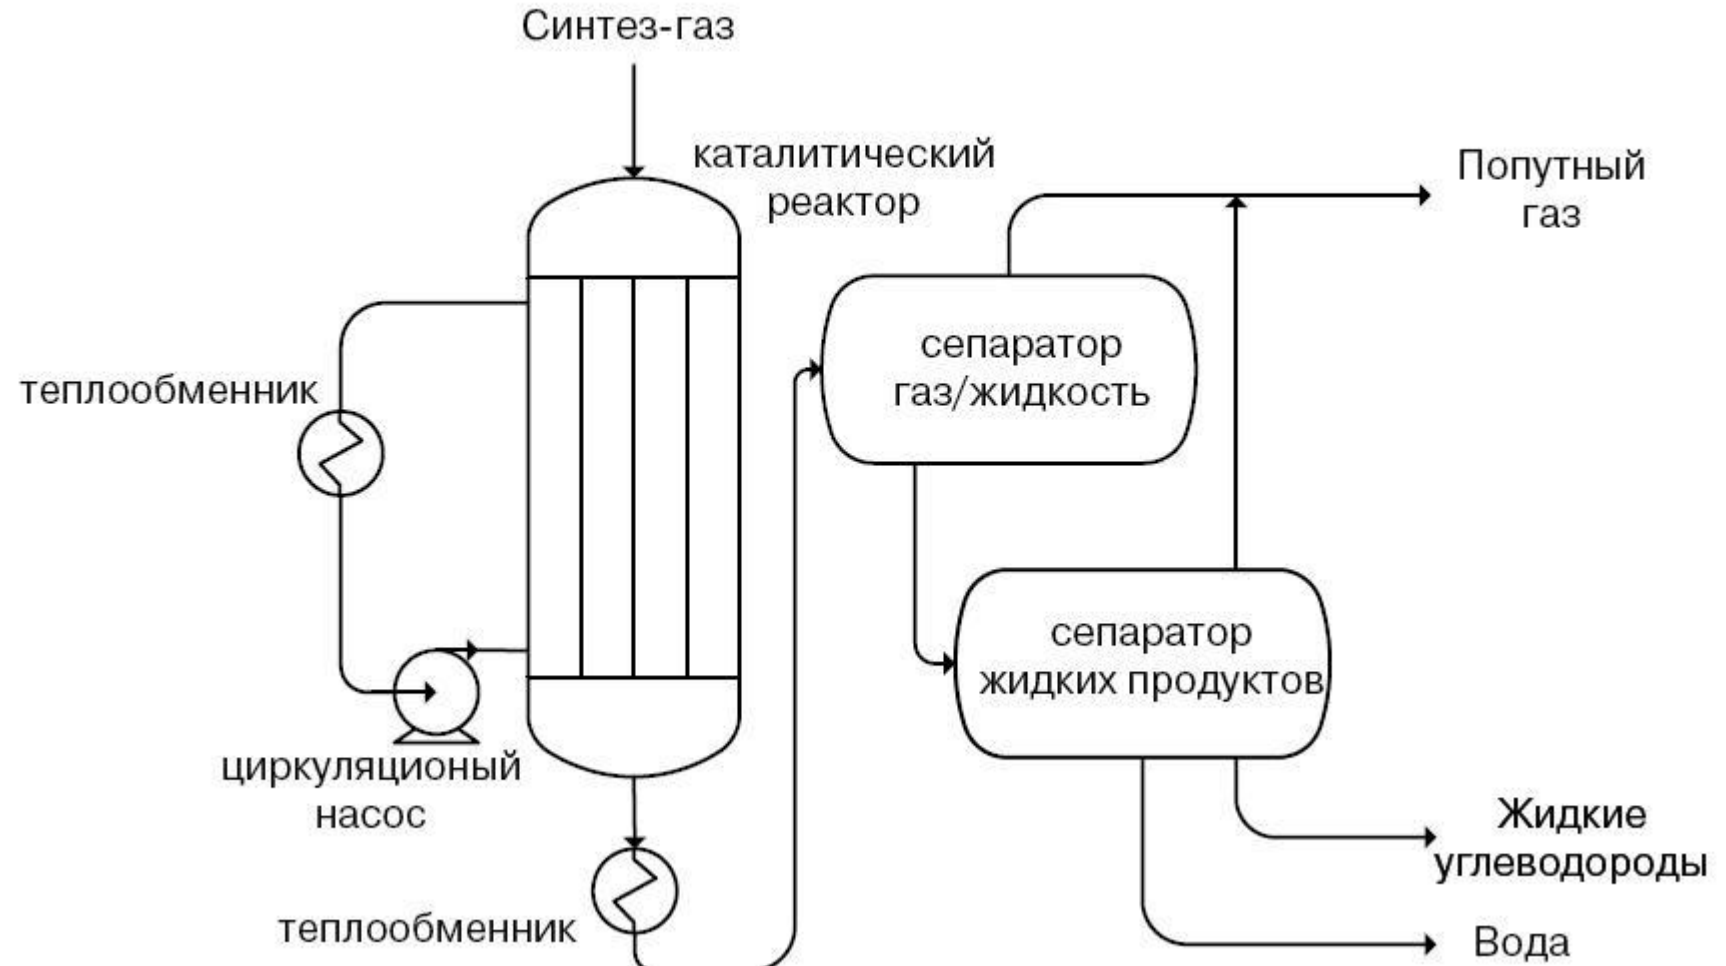 Синтез-газ
каталитический
реактор
Попутный
газ
сепаратор
газ/жидкость
теплообменник
сепаратор
жидких продуктов
циркуляционый
насос
Жидкие
углеводороды
теплообменник
Вода